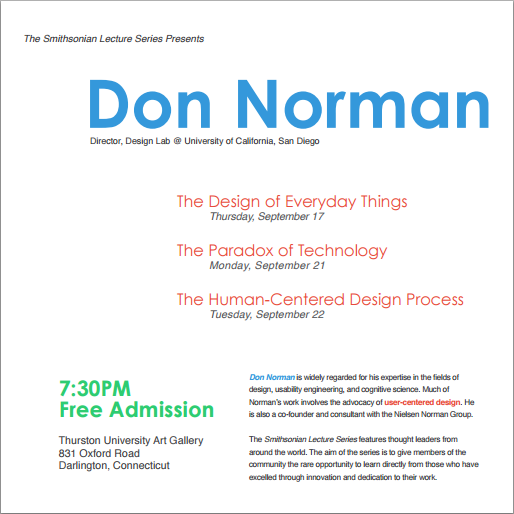 The Smithsonian Lecture Series Presents
Don Norman
Director, Design Lab @ University of California, San Diego
The Design of Everyday Things
Thursday, September 17
The Paradox of Technology
Monday, September 21
The Human-Centered Design Process
Tuesday, September 22
7:30PM
Free Admission
Thurston University Art Gallery
831 Oxford Road
Darlington, Connecticut
Don Norman is widely regarded for his expertise in the fields of
design, usability engineering, and cognitive science. Much of
Norman's work involves the advocacy of user-centered design. He
is also a co-founder and consultant with the Nielsen Norman Group.
The Smithsonian Lecture Series features thought leaders from
around the world. The aim of the series is to give members of the
community the rare opportunity to learn directly from those who have
excelled through innovation and dedication to their work.